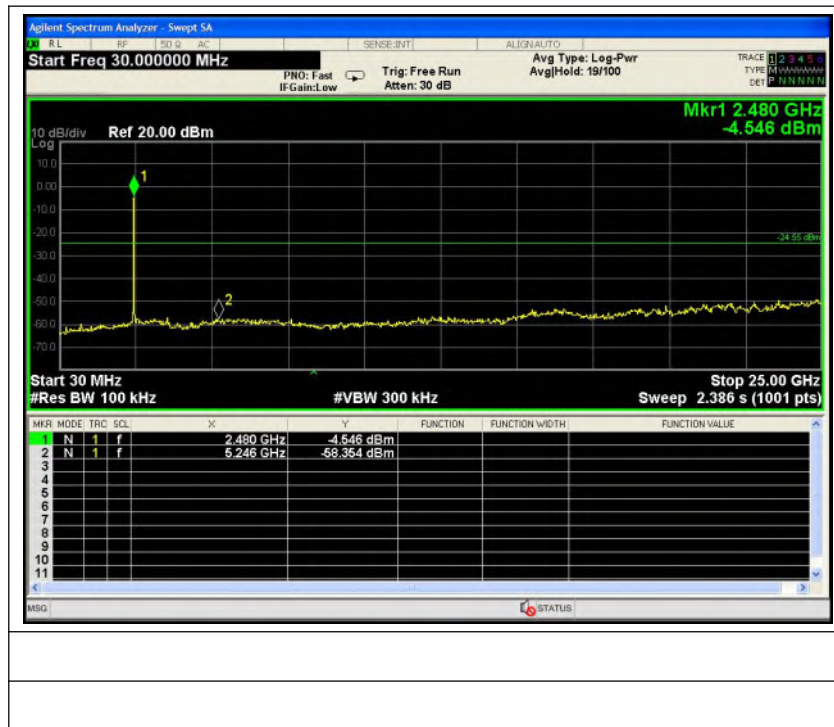 Agilent Spectrum Analyzer - Swept SA
RL RF 50 Ω AC SENSE:INT ALIGNAUTO
Start Freq 30.000000 MHz
PNO: Fast
IFGain:Low
Trig: Free Run
Atten: 30 dB
Avg Type: Log-Pwr
Avg|Hold: 19/100
TRACE 1 2 3 4 5 6
TYPE M
DET P N N N N N
Mkr1 2.480 GHz
-4.546 dBm
10 dB/div Ref 20.00 dBm
Log
10.0
0.00
-10.0
-20.0
-30.0
-40.0
-50.0
-60.0
-70.0
1
2
-24.55 dBm
Start 30 MHz Stop 25.00 GHz
#Res BW 100 kHz #VBW 300 kHz Sweep 2.386 s (1001 pts)
MKR MODE TRC SCL X Y FUNCTION FUNCTION WIDTH FUNCTION VALUE
1 N 1 f 2.480 GHz -4.546 dBm
2 N 1 f 5.246 GHz -58.354 dBm
3
4
5
6
7
8
9
10
11
MSG STATUS